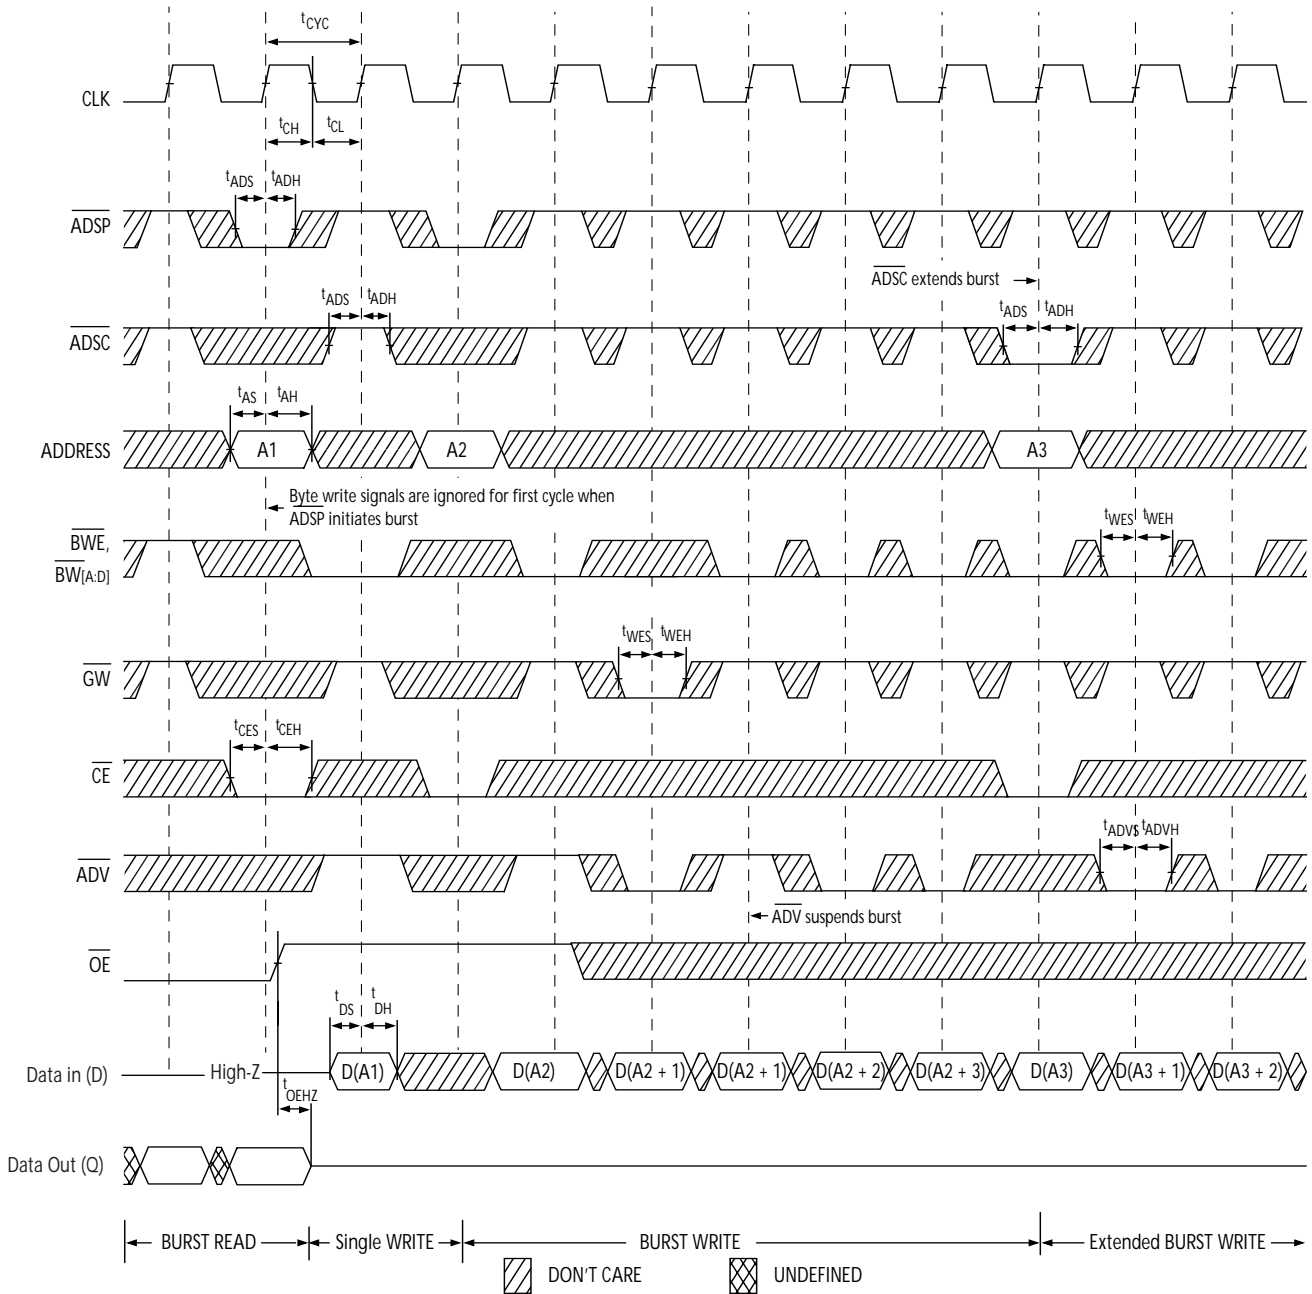 tCYC
CLK
tCH
tCL
tADS
tADH
ADSP
ADSC extends burst
tADS
tADH
tADS
tADH
ADSC
tAS
tAH
ADDRESS
A1
A2
A3
Byte write signals are ignored for first cycle when
ADSP initiates burst
tWES
tWEH
BWE,
BW[A:D]
tWES
tWEH
GW
tCES
tCEH
CE
tADVS
tADVH
ADV
ADV suspends burst
OE
tDS
tDH
Data in (D)
High-Z
D(A1)
D(A2)
D(A2 + 1)
D(A2 + 1)
D(A2 + 2)
D(A2 + 3)
D(A3)
D(A3 + 1)
D(A3 + 2)
tOEHZ
Data Out (Q)
BURST READ
Single WRITE
BURST WRITE
Extended BURST WRITE
DON'T CARE
UNDEFINED